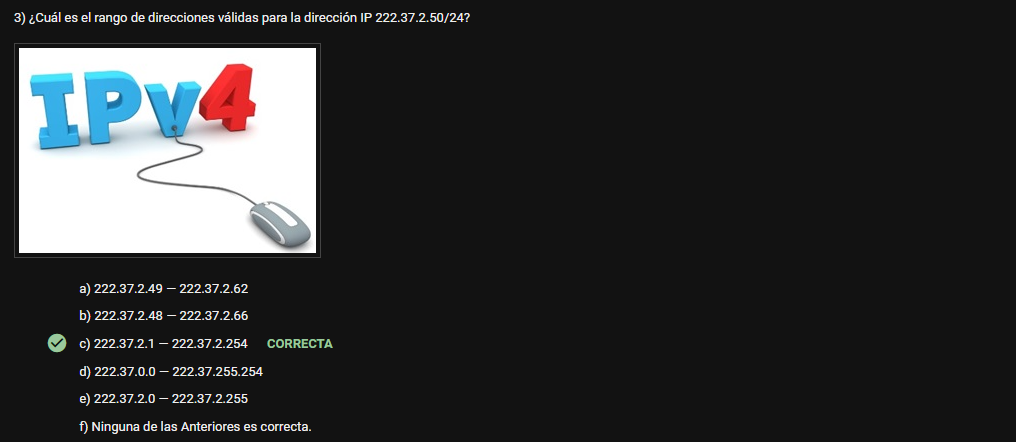 3) ¿Cuál es el rango de direcciones válidas para la dirección IP 222.37.2.50/24?
IPv4
a) 222.37.2.49 — 222.37.2.62
b) 222.37.2.48 — 222.37.2.66
c) 222.37.2.1 — 222.37.2.254 CORRECTA
d) 222.37.0.0 — 222.37.255.254
e) 222.37.2.0 — 222.37.2.255
f) Ninguna de las Anteriores es correcta.